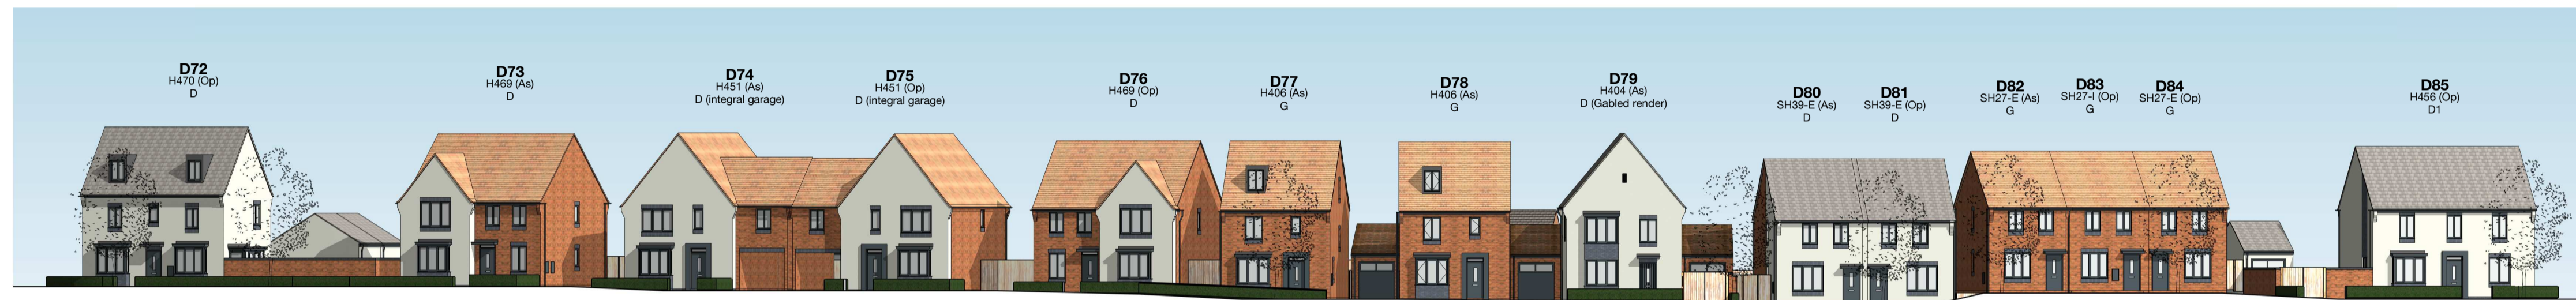 D72
H470 (Op)
D
D73
H469 (As)
D
D74
H451 (As)
D (integral garage)
D75
H451 (Op)
D (integral garage)
D76
H469 (Op)
D
D77
H406 (As)
G
D78
H406 (As)
G
D79
H404 (As)
D (Gabled render)
D80
SH39-E (As)
D
D81
SH39-E (Op)
D
D82
SH27-E (As)
G
D83
SH27-I (Op)
G
D84
SH27-E (Op)
G
D85
H456 (Op)
D1